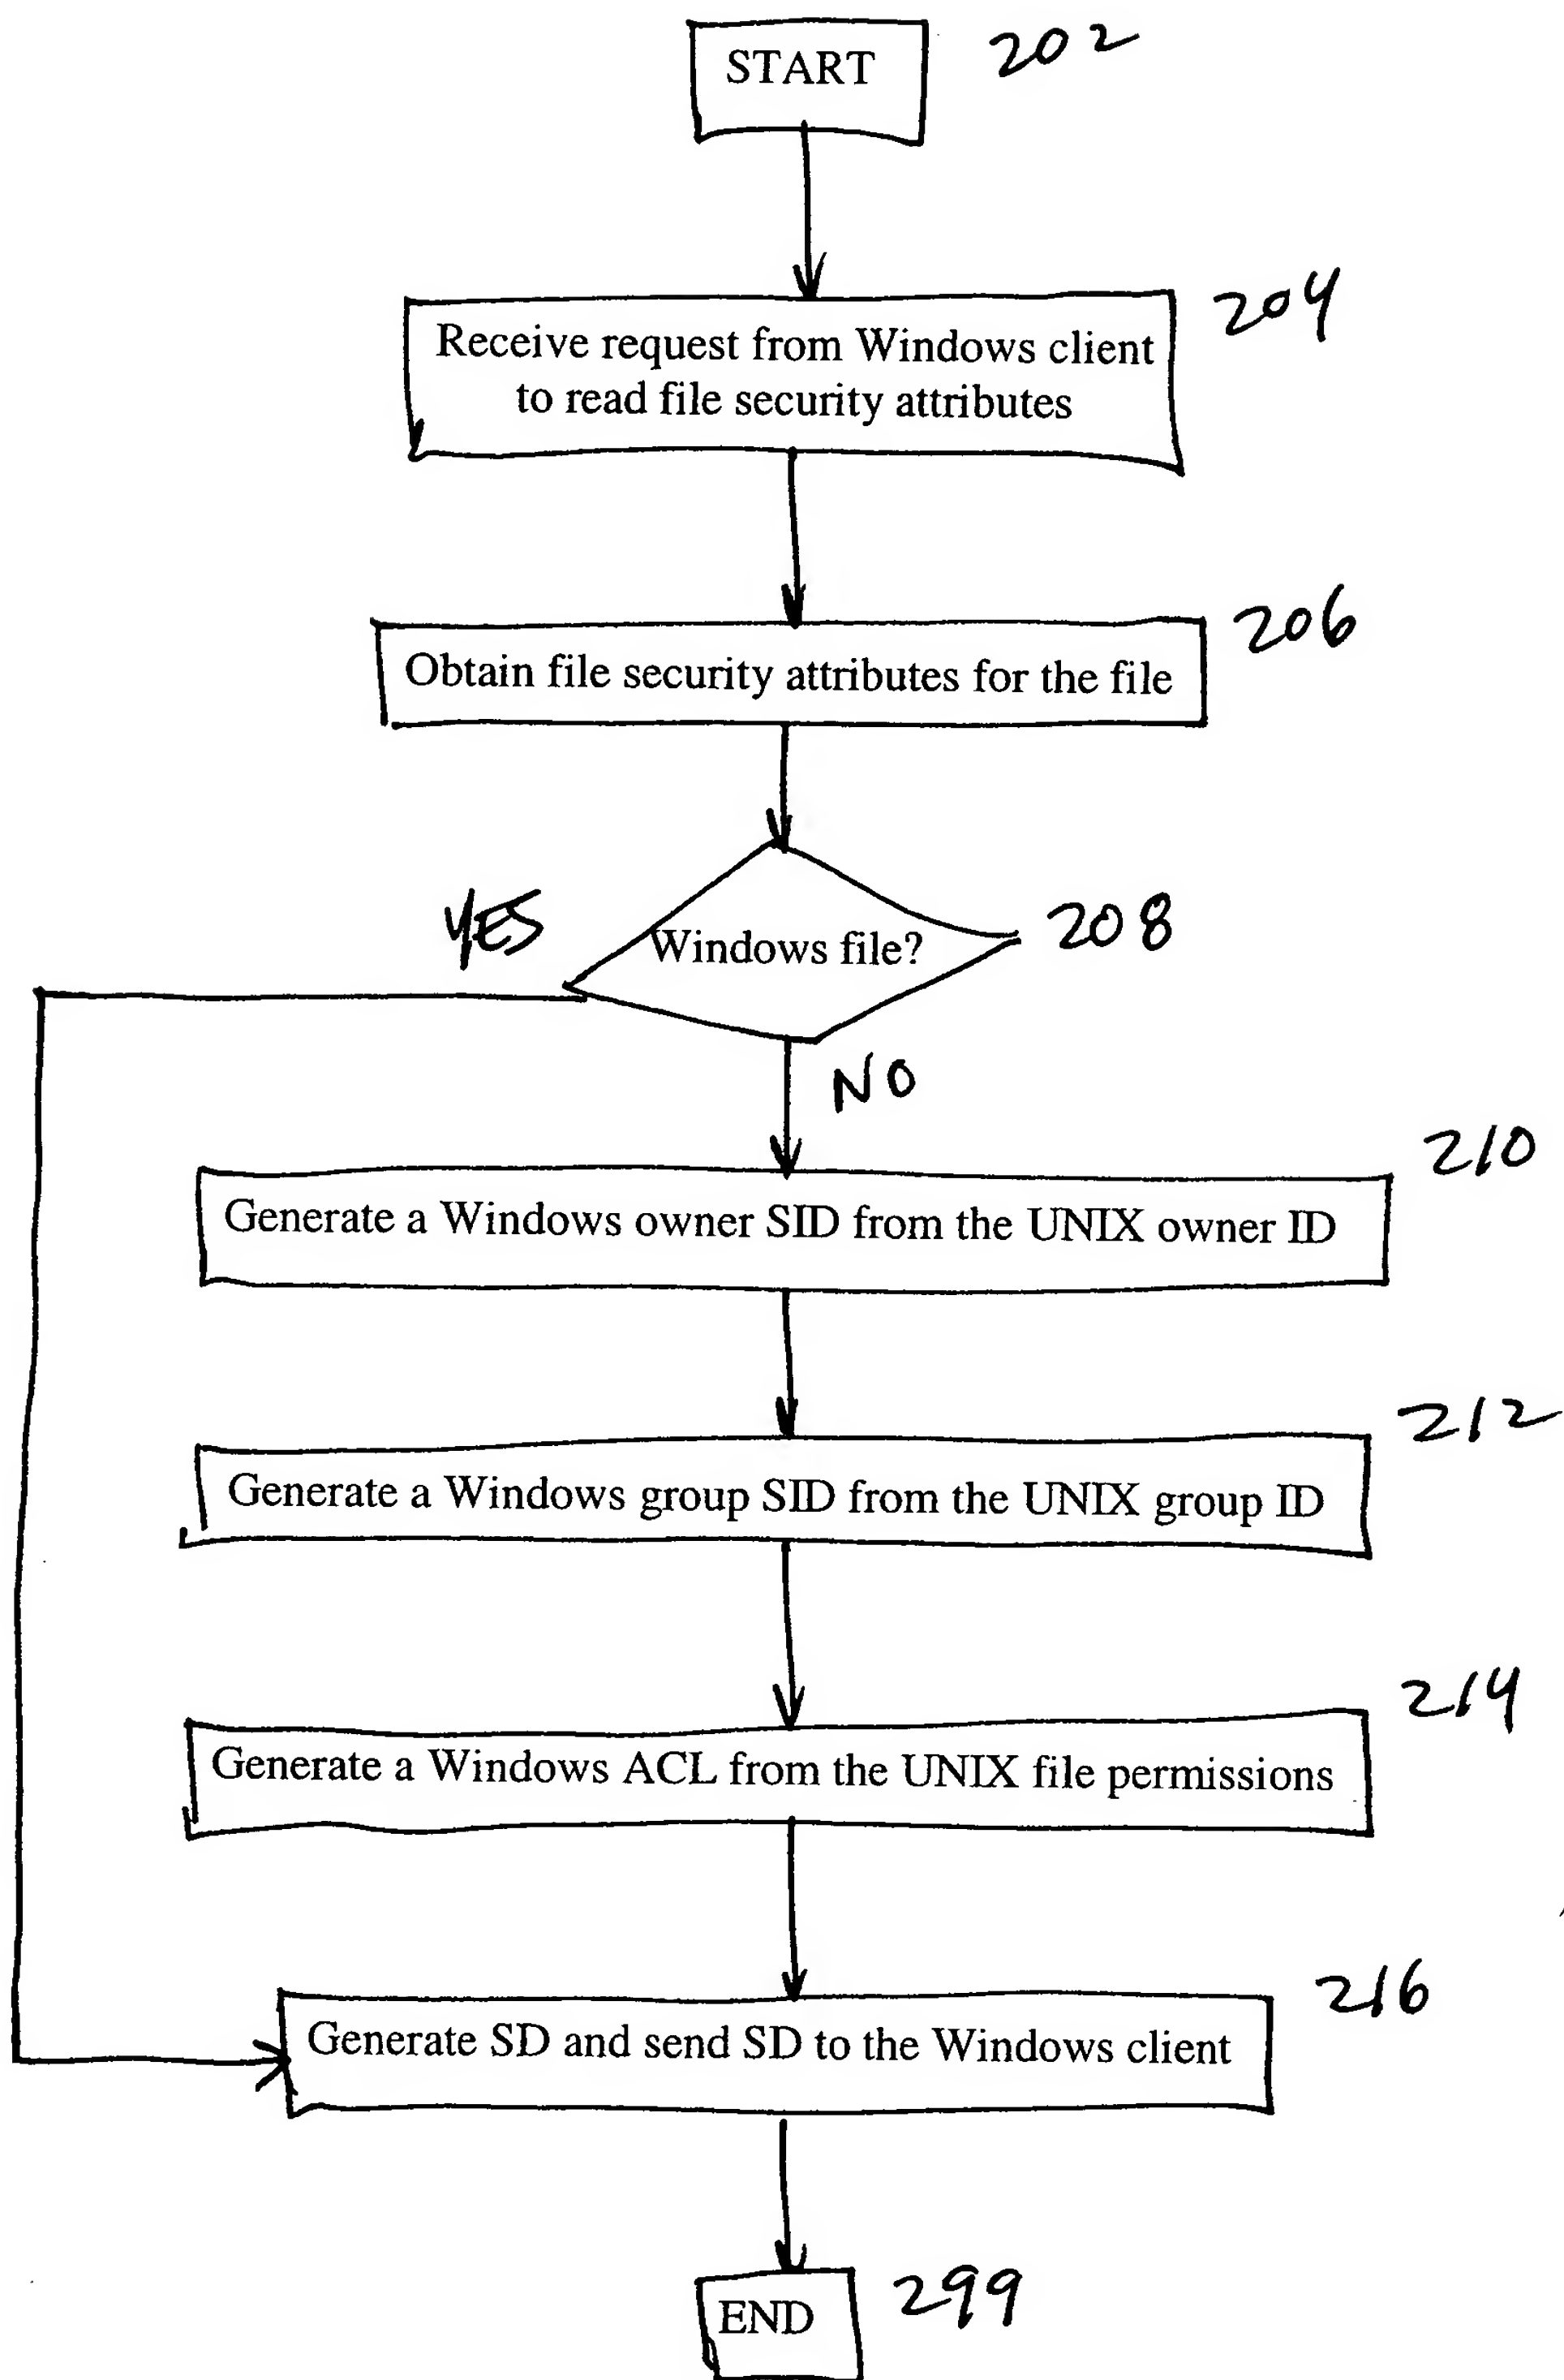 START
202
Receive request from Windows client
to read file security attributes
204
Obtain file security attributes for the file
206
YES
Windows file?
208
NO
Generate a Windows owner SID from the UNIX owner ID
210
Generate a Windows group SID from the UNIX group ID
212
Generate a Windows ACL from the UNIX file permissions
214
Generate SD and send SD to the Windows client
216
END
299